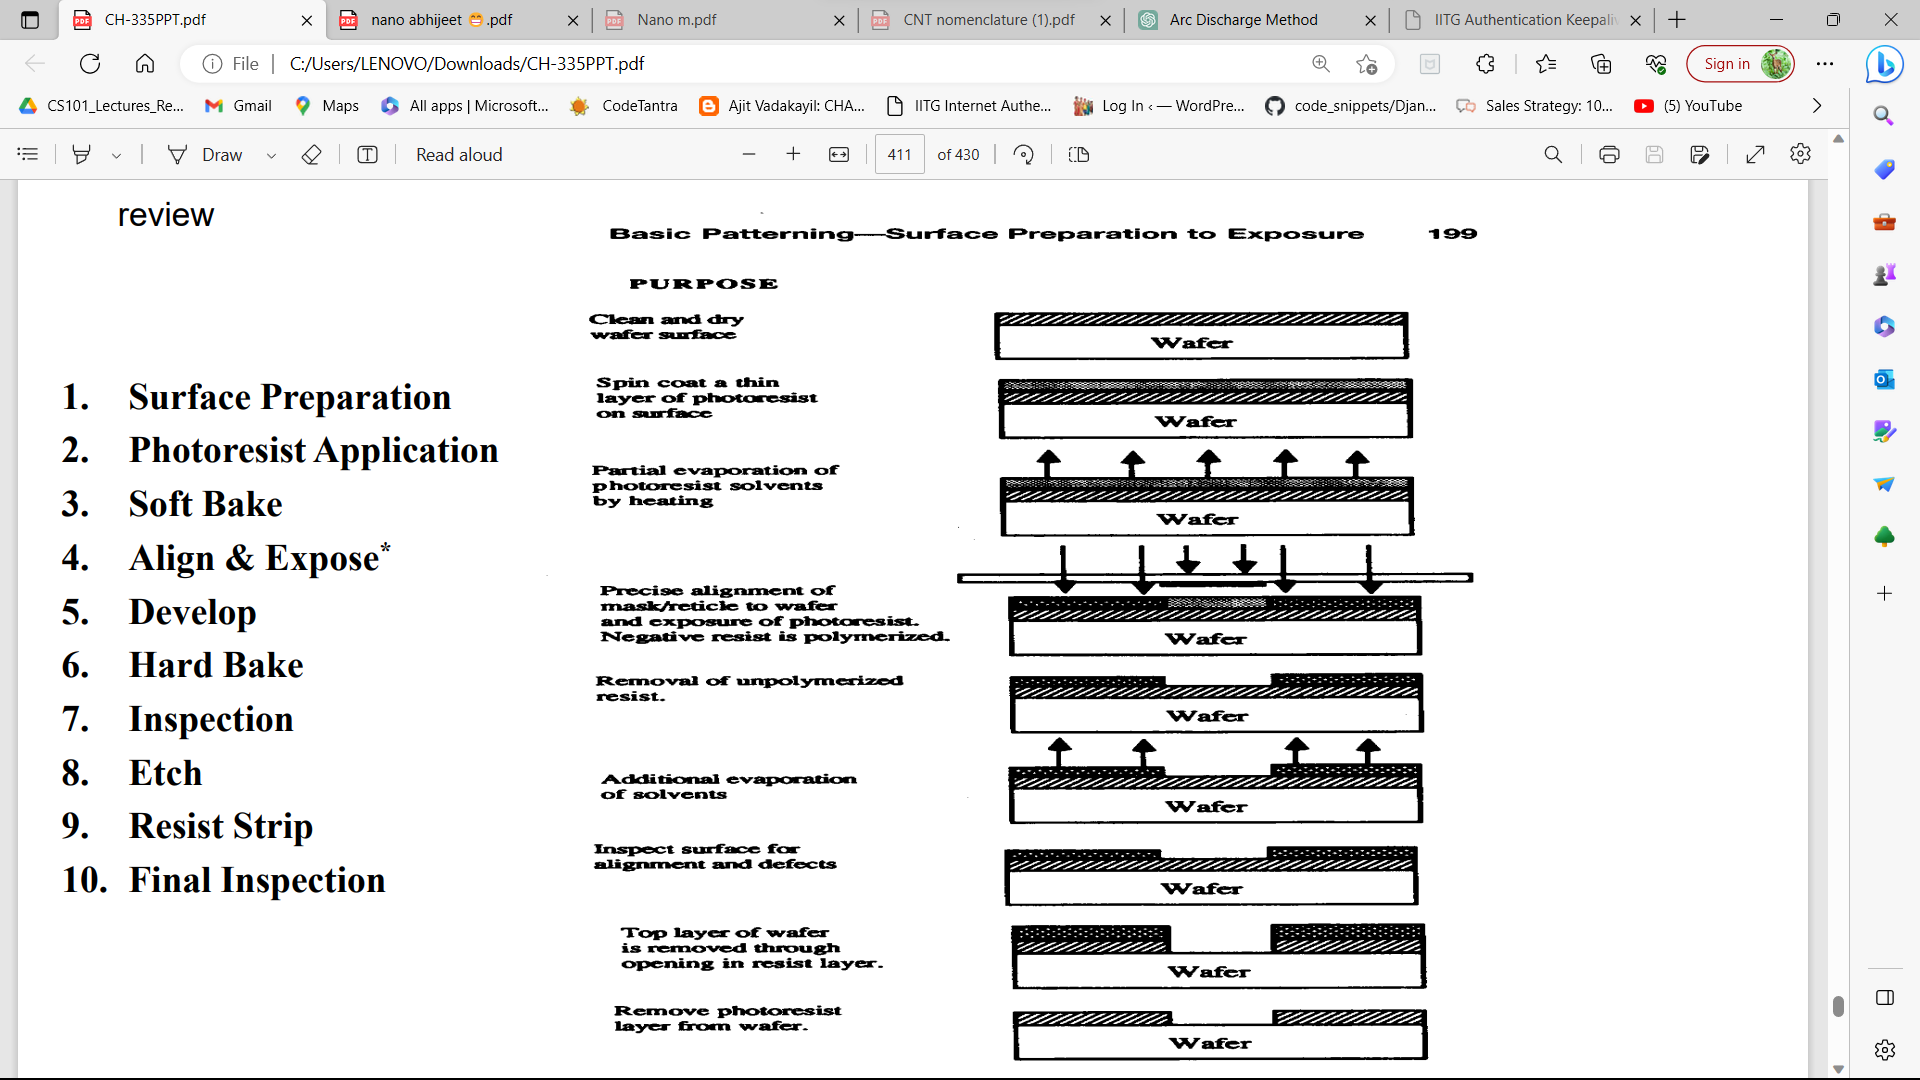 CH-335PPT.pdf
nano abhijeet 😁.pdf
Nano m.pdf
CNT nomenclature (1).pdf
Arc Discharge Method
IITG Authentication Keepaliv
File
C:/Users/LENOVO/Downloads/CH-335PPT.pdf
Sign in
CS101_Lectures_Re...
Gmail
Maps
All apps | Microsoft...
CodeTantra
Ajit Vadakayil: CHA...
IITG Internet Authe...
Log In ‹ — WordPre...
code_snippets/Djan...
Sales Strategy: 10...
(5) YouTube
Draw
Read aloud
411 of 430
review
Basic Patterning—Surface Preparation to Exposure 199
PURPOSE
1. Surface Preparation
2. Photoresist Application
3. Soft Bake
4. Align & Expose*
5. Develop
6. Hard Bake
7. Inspection
8. Etch
9. Resist Strip
10. Final Inspection
Clean and dry
wafer surface
Wafer
Spin coat a thin
layer of photoresist
on surface
Wafer
Partial evaporation of
photoresist solvents
by heating
Wafer
Precise alignment of
mask/reticle to wafer
and exposure of photoresist.
Negative resist is polymerized.
Wafer
Removal of unpolymerized
resist.
Wafer
Additional evaporation
of solvents
Wafer
Inspect surface for
alignment and defects
Wafer
Top layer of wafer
is removed through
opening in resist layer.
Wafer
Remove photoresist
layer from wafer.
Wafer